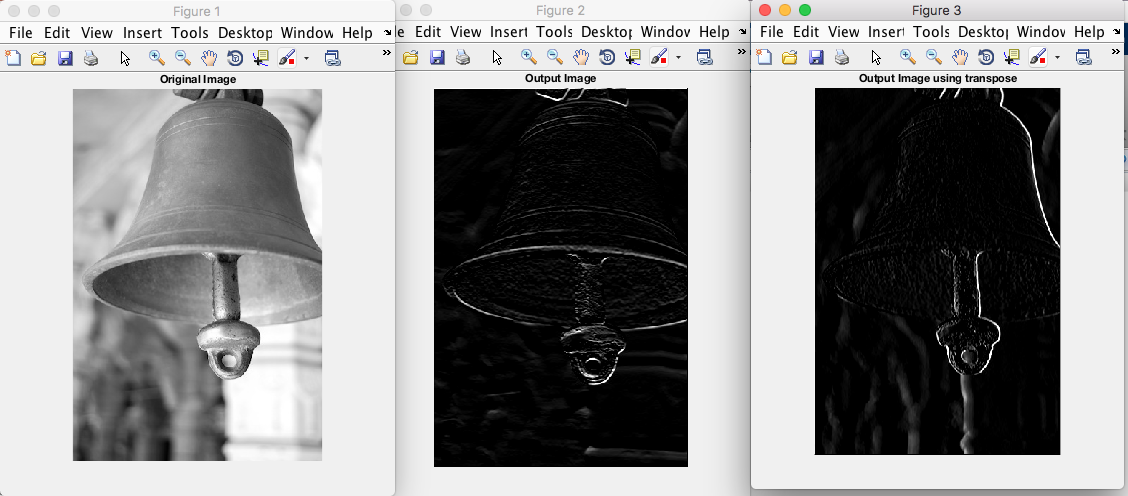 Figure 1
File Edit View Insert Tools Desktop Window Help
Original Image
Figure 2
le Edit View Insert Tools Desktop Window Help
Output Image
Figure 3
File Edit View Insert Tools Desktop Window Help
Output Image using transpose